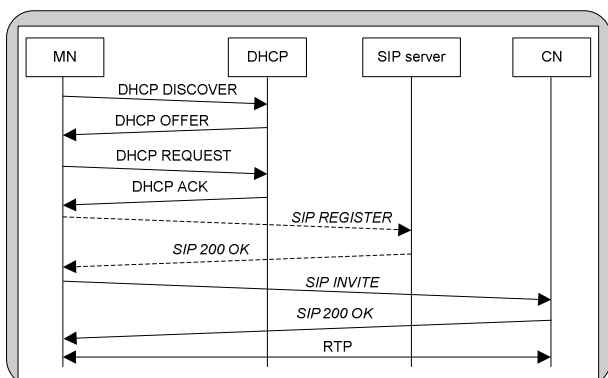 MN
DHCP
SIP server
CN
DHCP DISCOVER
DHCP OFFER
DHCP REQUEST
DHCP ACK
SIP REGISTER
SIP 200 OK
SIP INVITE
SIP 200 OK
RTP